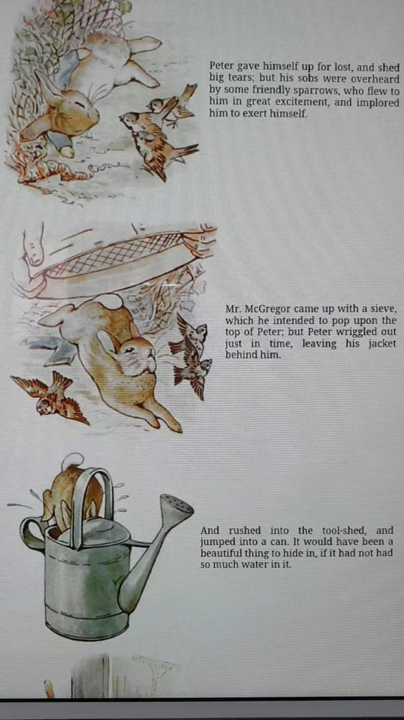 Peter gave himself up for lost, and shed
big tears; but his sobs were overheard
by some friendly sparrows, who flew to
him in great excitement, and implored
him to exert himself.
Mr. McGregor came up with a sieve,
which he intended to pop upon the
top of Peter; but Peter wriggled out
just in time, leaving his jacket
behind him.
And rushed into the tool-shed, and
jumped into a can. It would have been a
beautiful thing to hide in, if it had not had
so much water in it.